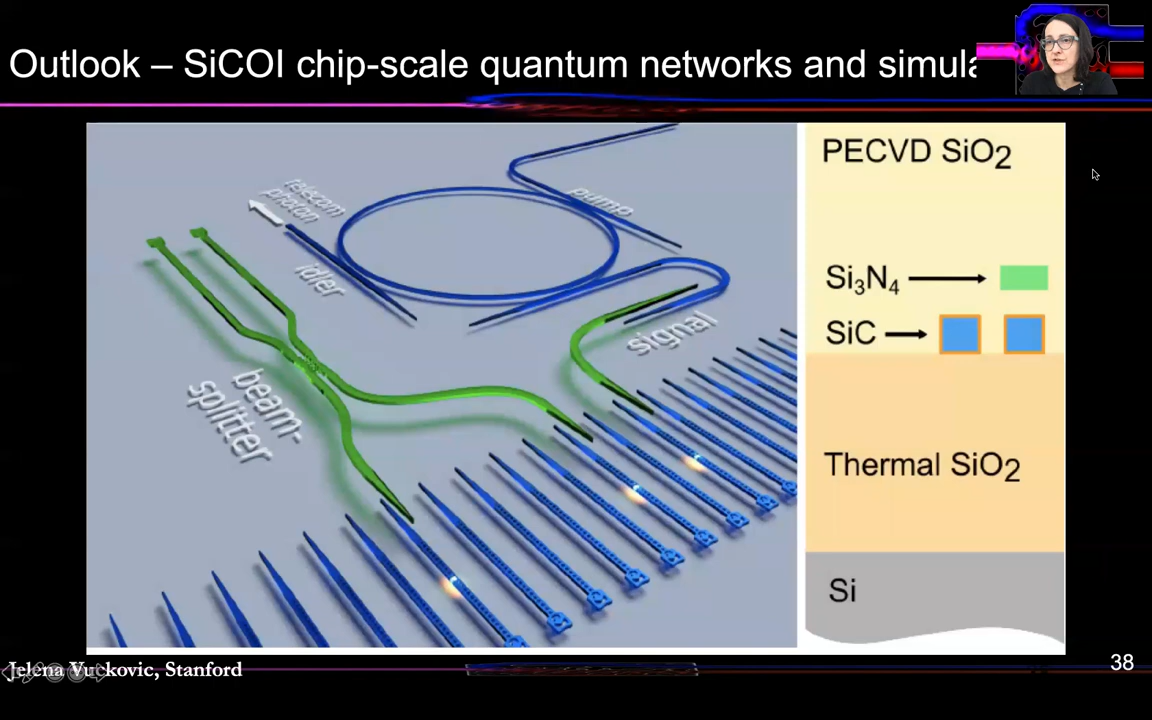 Outlook – SiCOI chip-scale quantum networks and simula
telecom
photon
pump
idler
signal
beam-
splitter
PECVD SiO2
Si3N4
SiC
Thermal SiO2
Si
Jelena Vuckovic, Stanford
38